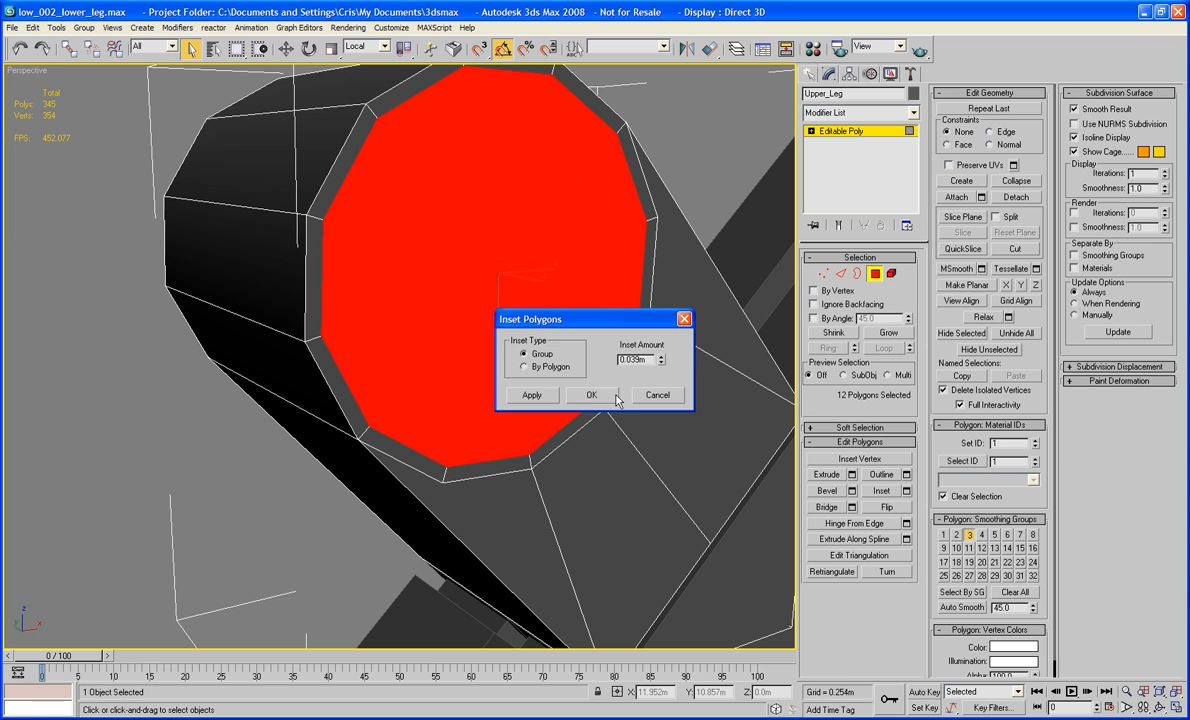 low_002_lower_leg.max - Project Folder: C:\Documents and Settings\Cris\My Documents\3dsmax - Autodesk 3ds Max 2008 - Not for Resale - Display : Direct 3D
File Edit Tools Group Views Create Modifiers reactor Animation Graph Editors Rendering Customize MAXScript Help
All Local View
Perspective
Total
Polys: 345
Verts: 354
FPS: 452.077
Inset Polygons
Inset Type
Group
By Polygon
Inset Amount
0.039m
Apply OK Cancel
Upper_Leg
Modifier List
Editable Poly
- Selection
By Vertex
Ignore Backfacing
By Angle: 45.0
Shrink Grow
Ring Loop
Preview Selection
Off SubObj Multi
12 Polygons Selected
+ Soft Selection
- Edit Polygons
Insert Vertex
Extrude Outline
Bevel Inset
Bridge Flip
Hinge From Edge
Extrude Along Spline
Edit Triangulation
Retriangulate Turn
- Edit Geometry
Repeat Last
Constraints
None Edge
Face Normal
Preserve UVs
Create Collapse
Attach Detach
Slice Plane Split
Slice Reset Plane
QuickSlice Cut
MSmooth Tessellate
Make Planar X Y Z
View Align Grid Align
Relax
Hide Selected Unhide All
Hide Unselected
Named Selections:
Copy Paste
Delete Isolated Vertices
Full Interactivity
- Polygon: Material IDs
Set ID: 1
Select ID 1
Clear Selection
- Polygon: Smoothing Groups
1 2 3 4 5 6 7 8
9 10 11 12 13 14 15 16
17 18 19 20 21 22 23 24
25 26 27 28 29 30 31 32
Select By SG Clear All
Auto Smooth 45.0
- Polygon: Vertex Colors
Color:
Illumination:
Alpha: 100.0
- Subdivision Surface
Smooth Result
Use NURMS Subdivision
Isoline Display
Show Cage......
Display
Iterations: 1
Smoothness: 1.0
Render
Iterations: 0
Smoothness: 1.0
Separate By
Smoothing Groups
Materials
Update Options
Always
When Rendering
Manually
Update
+ Subdivision Displacement
+ Paint Deformation
z
x
y
< 0 / 100 >
0 5 10 15 20 25 30 35 40 45 50 55 60 65 70 75 80 85 90 95 100
1 Object Selected X: 11.952m Y: 10.857m Z: 0.0m Grid = 0.254m Auto Key Selected
Click or click-and-drag to select objects Add Time Tag Set Key Key Filters... 0